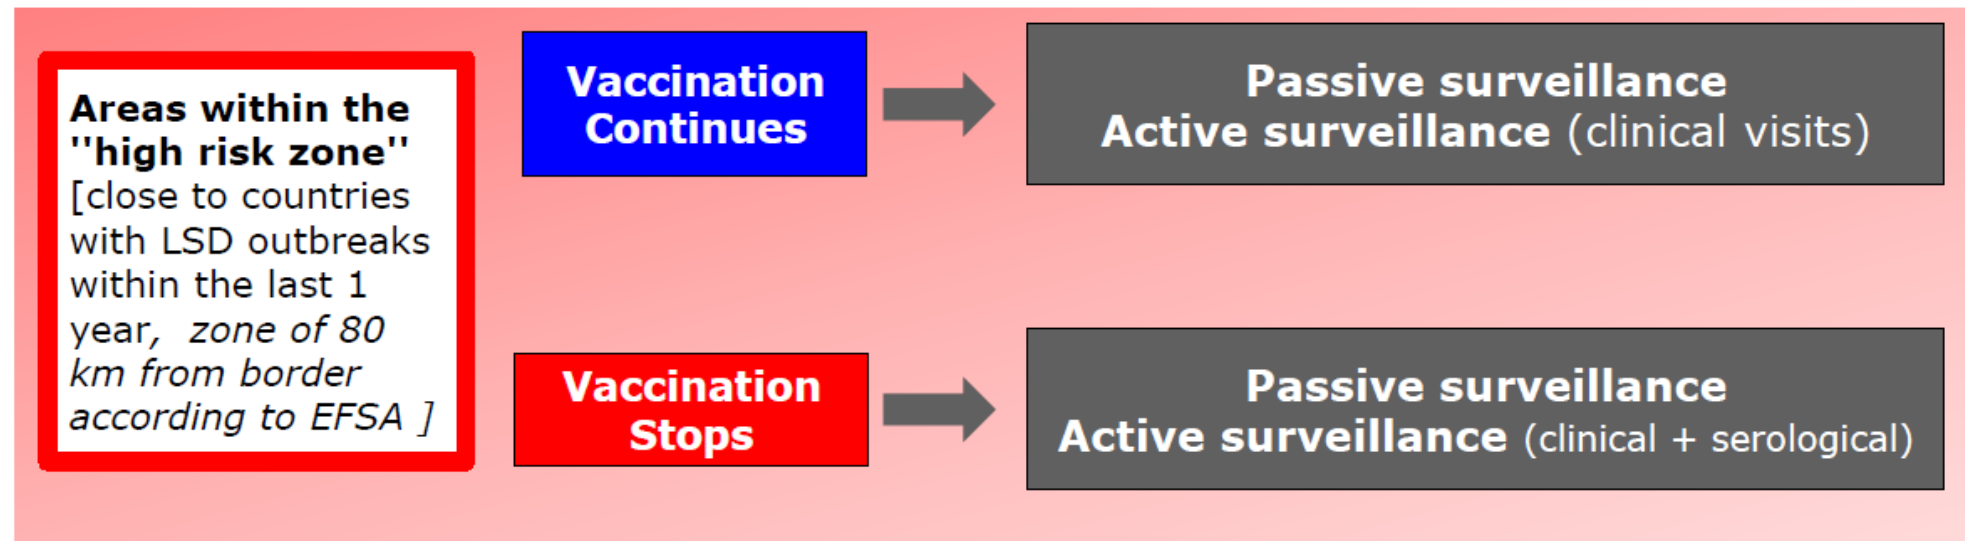 Areas within the
''high risk zone''
[close to countries
with LSD outbreaks
within the last 1
year, zone of 80
km from border
according to EFSA ]
Vaccination
Continues
Passive surveillance
Active surveillance (clinical visits)
Vaccination
Stops
Passive surveillance
Active surveillance (clinical + serological)